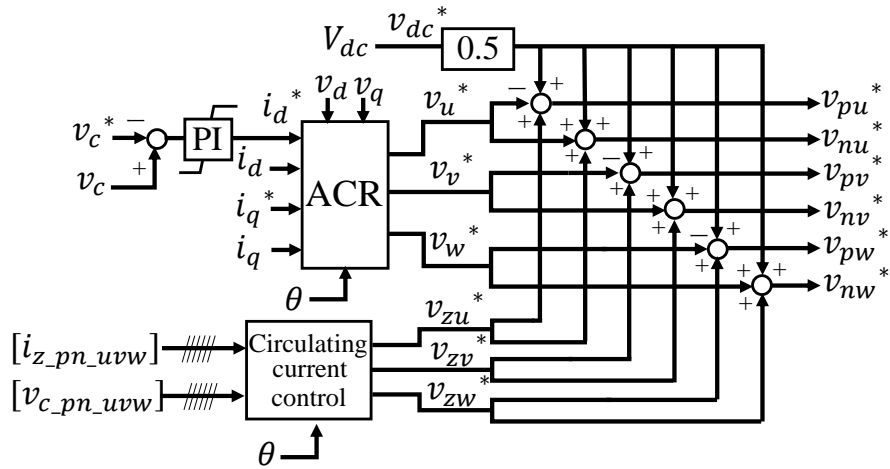 V_dc v_dc* 0.5
v_d v_q
v_c* − + v_c
PI
i_d*
i_d
i_q*
i_q
ACR
θ
v_u*
v_v*
v_w*
− + + v_pu*
+ + + v_nu*
− + + v_pv*
+ + + v_nv*
− + + v_pw*
+ + + v_nw*
[i_z_pn_uvw]
[v_c_pn_uvw]
Circulating
current
control
θ
v_zu*
v_zv*
v_zw*